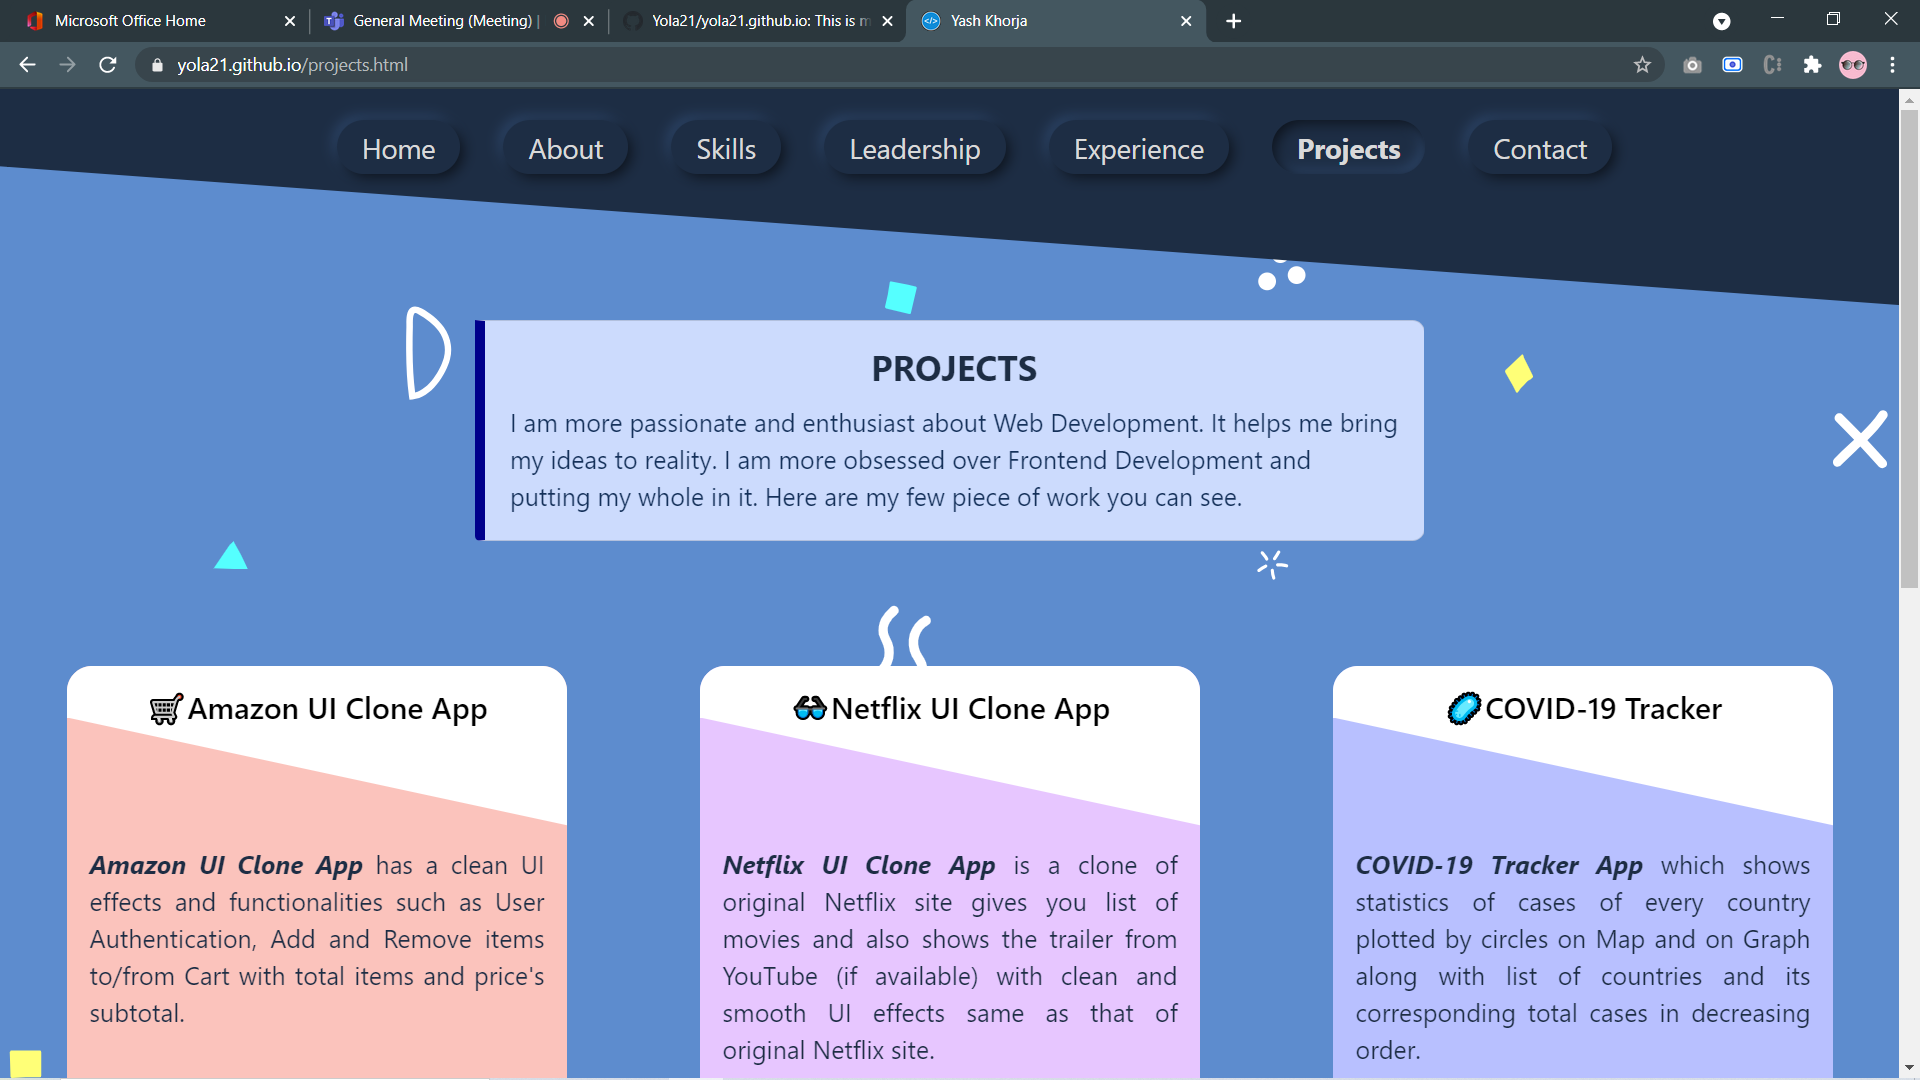 Microsoft Office Home
General Meeting (Meeting) |
Yola21/yola21.github.io: This is m
Yash Khorja
yola21.github.io/projects.html
Home
About
Skills
Leadership
Experience
Projects
Contact
PROJECTS
I am more passionate and enthusiast about Web Development. It helps me bring
my ideas to reality. I am more obsessed over Frontend Development and
putting my whole in it. Here are my few piece of work you can see.
Amazon UI Clone App
Amazon UI Clone App has a clean UI
effects and functionalities such as User
Authentication, Add and Remove items
to/from Cart with total items and price's
subtotal.
Netflix UI Clone App
Netflix UI Clone App is a clone of
original Netflix site gives you list of
movies and also shows the trailer from
YouTube (if available) with clean and
smooth UI effects same as that of
original Netflix site.
COVID-19 Tracker
COVID-19 Tracker App which shows
statistics of cases of every country
plotted by circles on Map and on Graph
along with list of countries and its
corresponding total cases in decreasing
order.